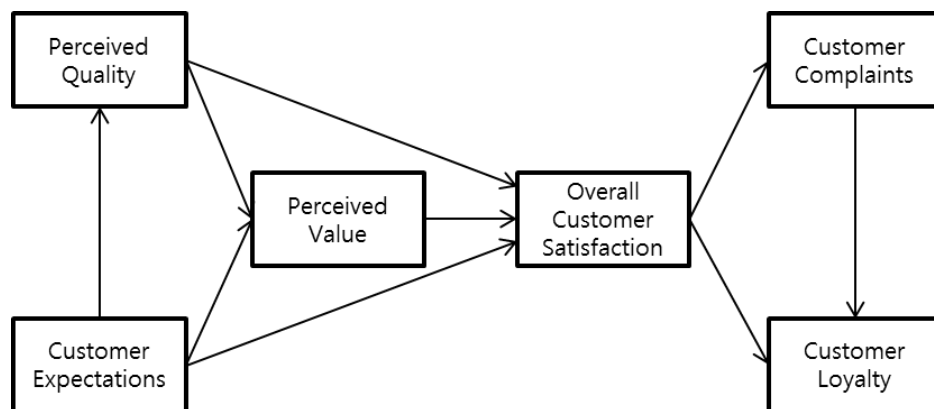 Perceived
Quality
Customer
Complaints
Perceived
Value
Overall
Customer
Satisfaction
Customer
Expectations
Customer
Loyalty